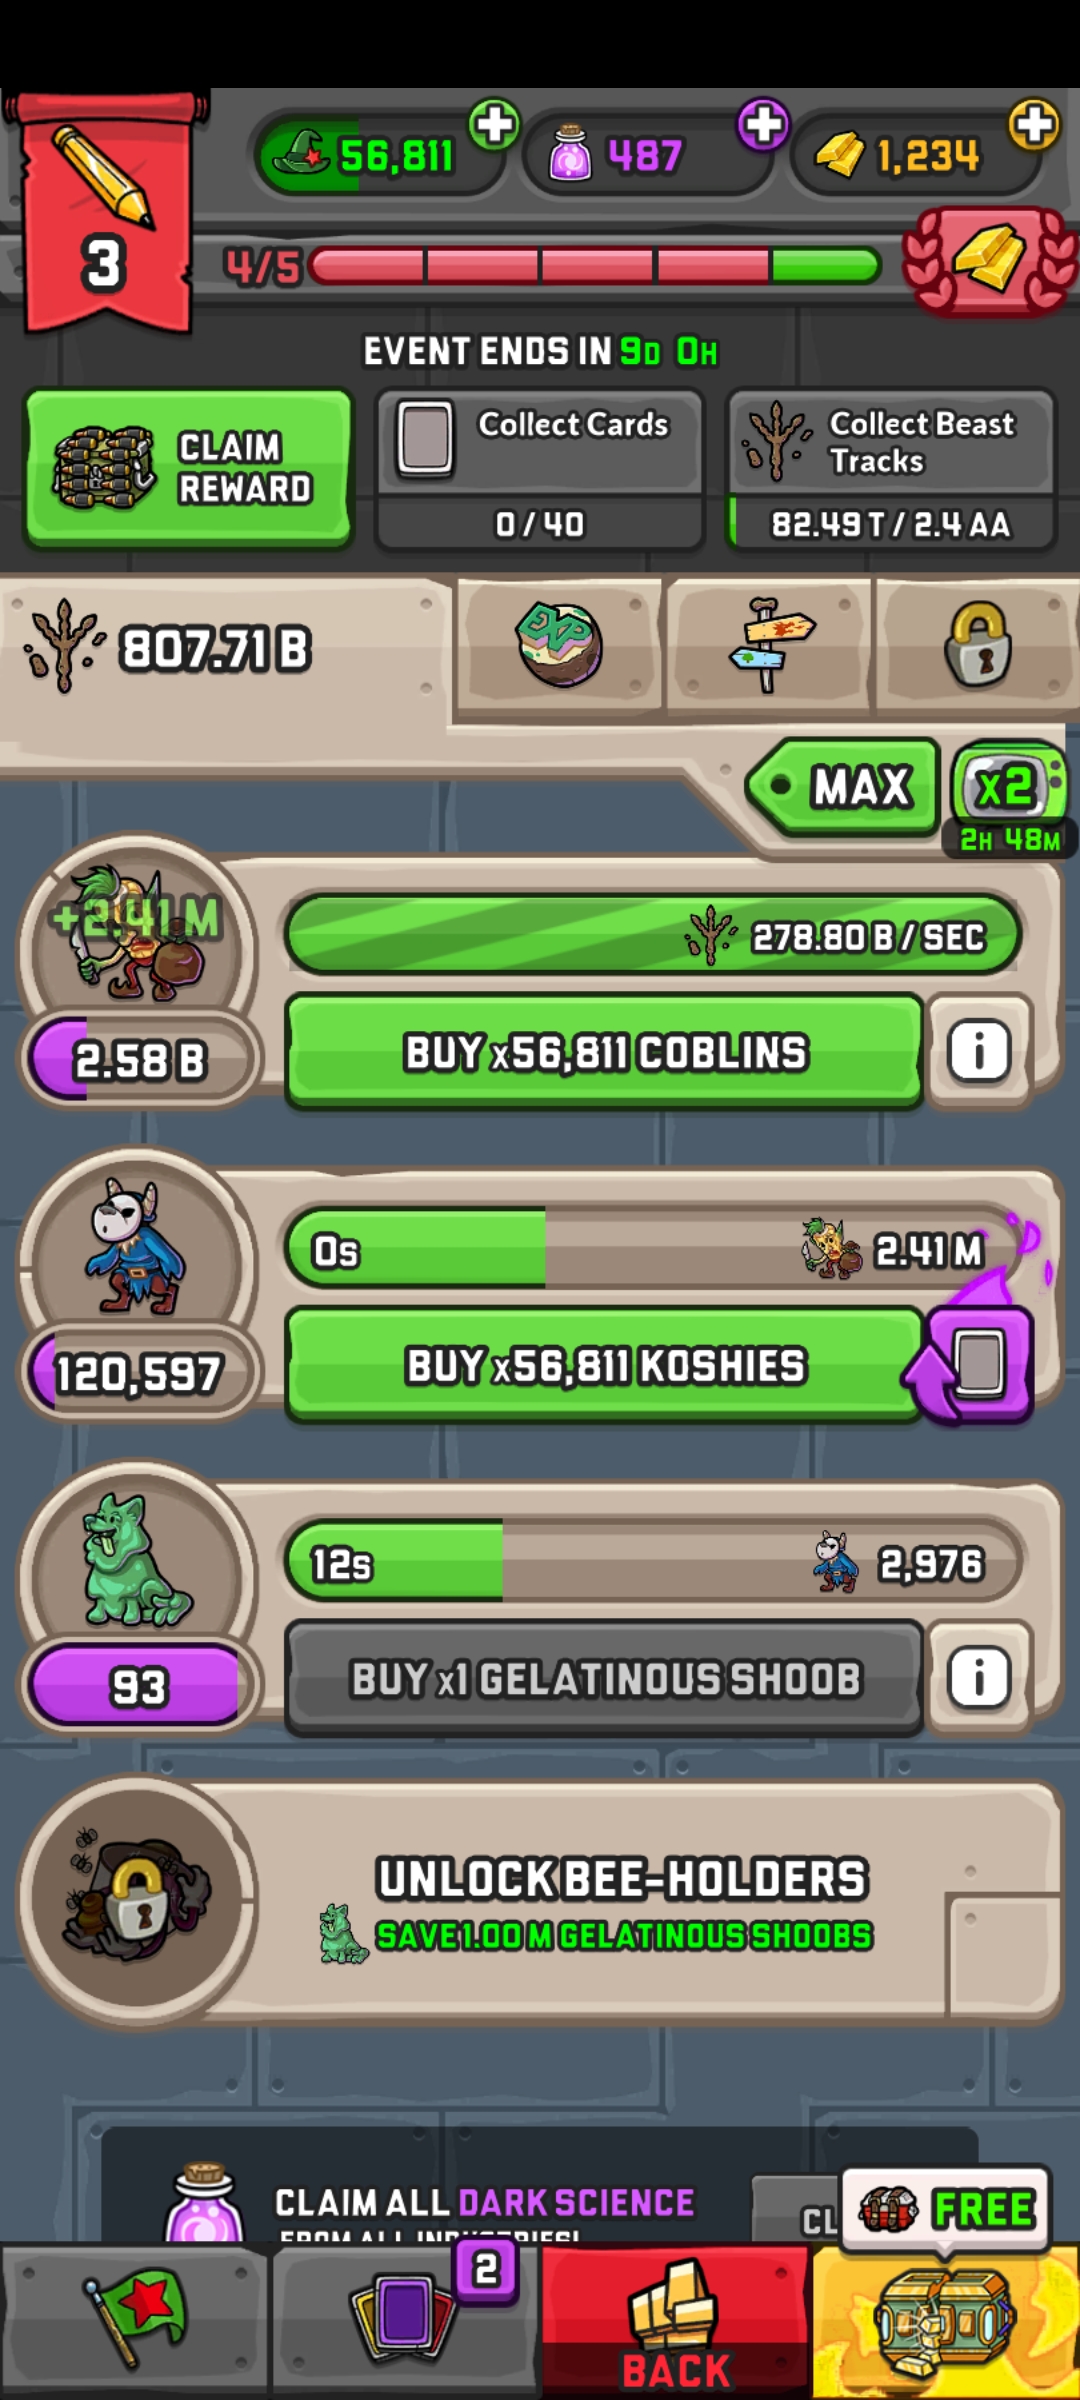 56,811
487
1,234
3
4/5
EVENT ENDS IN 9D 0H
CLAIM
REWARD
Collect Cards
0 / 40
Collect Beast
Tracks
82.49 T / 2.4 AA
807.71 B
EXP
MAX
x2
2H 48M
+2.41 M
278.80 B / SEC
2.58 B
BUY x56,811 COBLINS
i
0s
2.41 M
120,597
BUY x56,811 KOSHIES
12s
2,976
93
BUY x1 GELATINOUS SHOOB
i
UNLOCK BEE-HOLDERS
SAVE 1.00 M GELATINOUS SHOOBS
CLAIM ALL DARK SCIENCE
FROM ALL INDUSTRIES!
CL
FREE
2
BACK